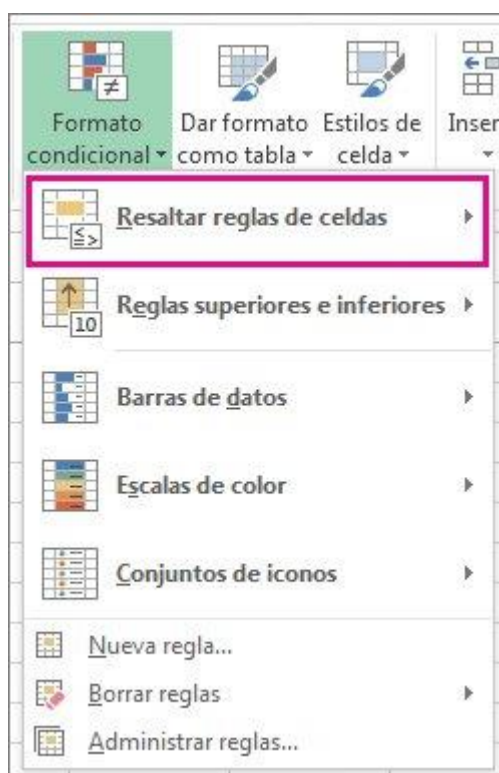 Formato
condicional
Dar formato
como tabla
Estilos de
celda
Inser
Resaltar reglas de celdas
Reglas superiores e inferiores
10
Barras de datos
Escalas de color
Conjuntos de iconos
Nueva regla...
Borrar reglas
Administrar reglas...